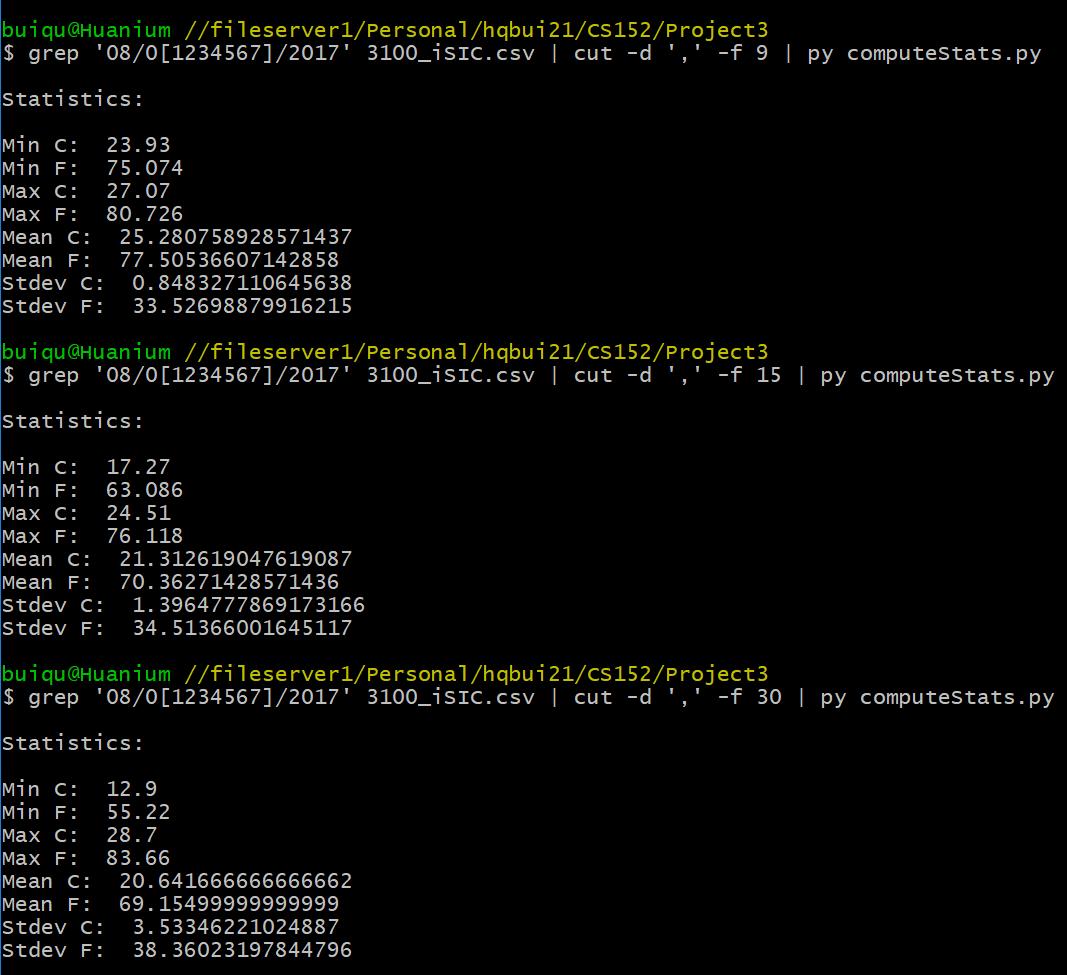 buiqu@Huanium //fileserver1/Personal/hqbui21/CS152/Project3
$ grep '08/0[1234567]/2017' 3100_iSIC.csv | cut -d ',' -f 9 | py computeStats.py
Statistics:
Min C:  23.93
Min F:  75.074
Max C:  27.07
Max F:  80.726
Mean C:  25.280758928571437
Mean F:  77.50536607142858
Stdev C:  0.848327110645638
Stdev F:  33.52698879916215
buiqu@Huanium //fileserver1/Personal/hqbui21/CS152/Project3
$ grep '08/0[1234567]/2017' 3100_iSIC.csv | cut -d ',' -f 15 | py computeStats.py
Statistics:
Min C:  17.27
Min F:  63.086
Max C:  24.51
Max F:  76.118
Mean C:  21.312619047619087
Mean F:  70.36271428571436
Stdev C:  1.3964777869173166
Stdev F:  34.51366001645117
buiqu@Huanium //fileserver1/Personal/hqbui21/CS152/Project3
$ grep '08/0[1234567]/2017' 3100_iSIC.csv | cut -d ',' -f 30 | py computeStats.py
Statistics:
Min C:  12.9
Min F:  55.22
Max C:  28.7
Max F:  83.66
Mean C:  20.641666666666662
Mean F:  69.15499999999999
Stdev C:  3.53346221024887
Stdev F:  38.36023197844796